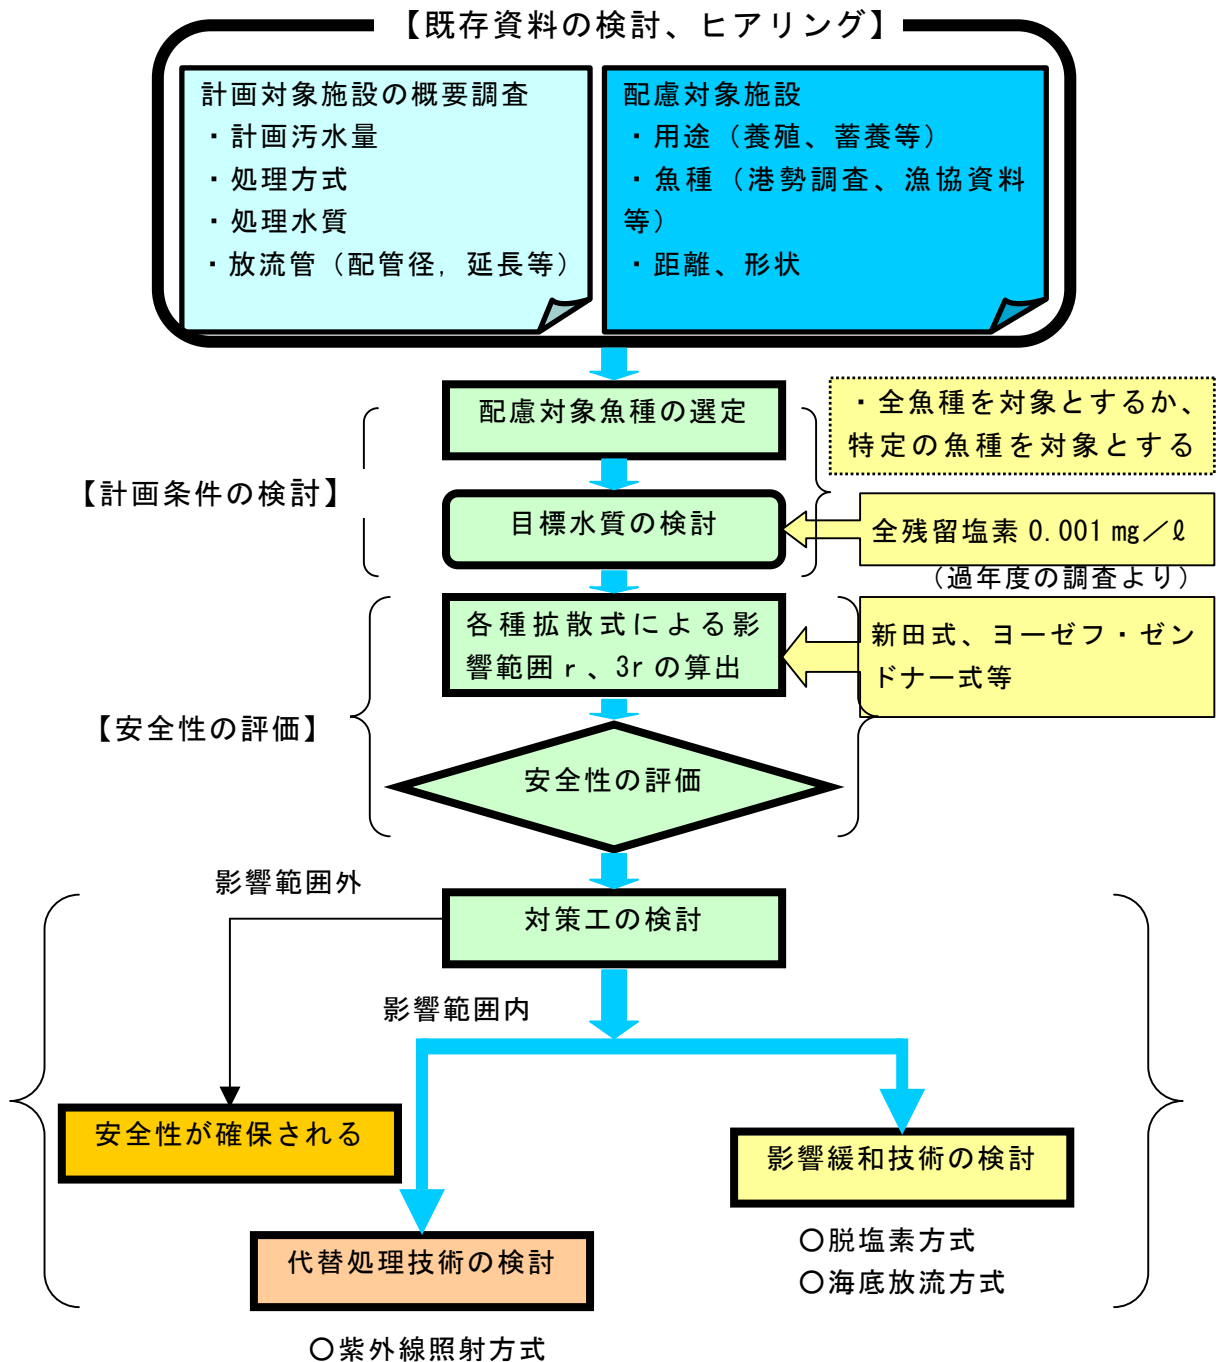 【既存資料の検討、ヒアリング】
計画対象施設の概要調査
・計画汚水量
・処理方式
・処理水質
・放流管（配管径，延長等）
配慮対象施設
・用途（養殖、蓄養等）
・魚種（港勢調査、漁協資料
等）
・距離、形状
配慮対象魚種の選定
・全魚種を対象とするか、
特定の魚種を対象とする
【計画条件の検討】
目標水質の検討
全残留塩素 0.001 mg／ℓ
（過年度の調査より）
各種拡散式による影
響範囲 r 、3r の算出
新田式、ヨーゼフ・ゼン
ドナー式等
【安全性の評価】
安全性の評価
影響範囲外
対策工の検討
影響範囲内
安全性が確保される
影響緩和技術の検討
○脱塩素方式
○海底放流方式
代替処理技術の検討
○紫外線照射方式